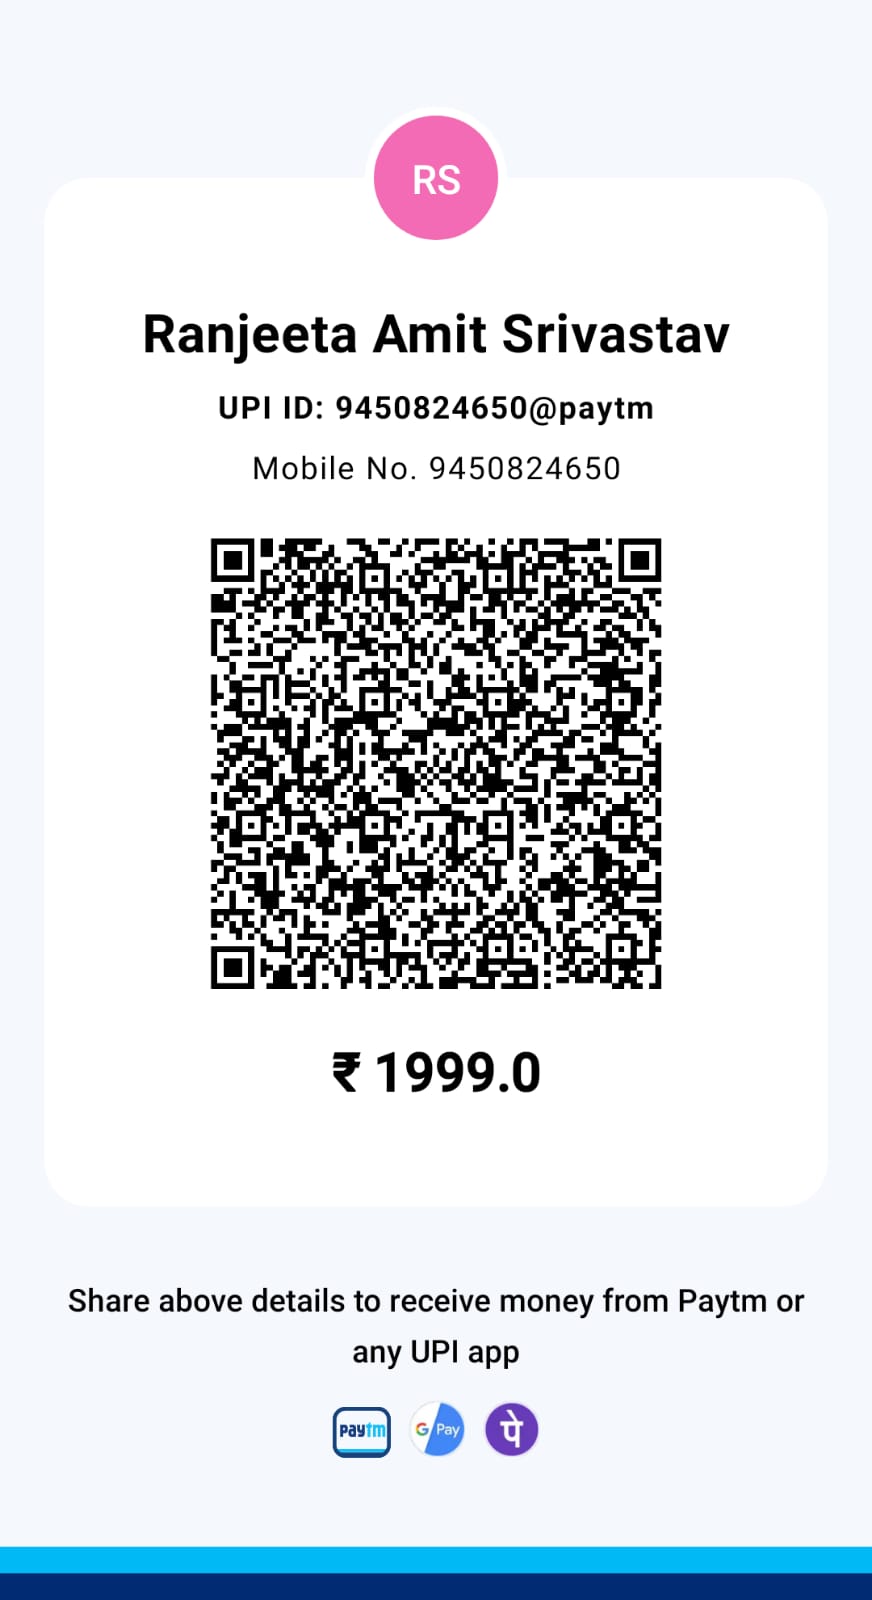 RS
Ranjeeta Amit Srivastav
UPI ID: 9450824650@paytm
Mobile No. 9450824650
₹ 1999.0
Share above details to receive money from Paytm or
any UPI app
paytm G Pay पे